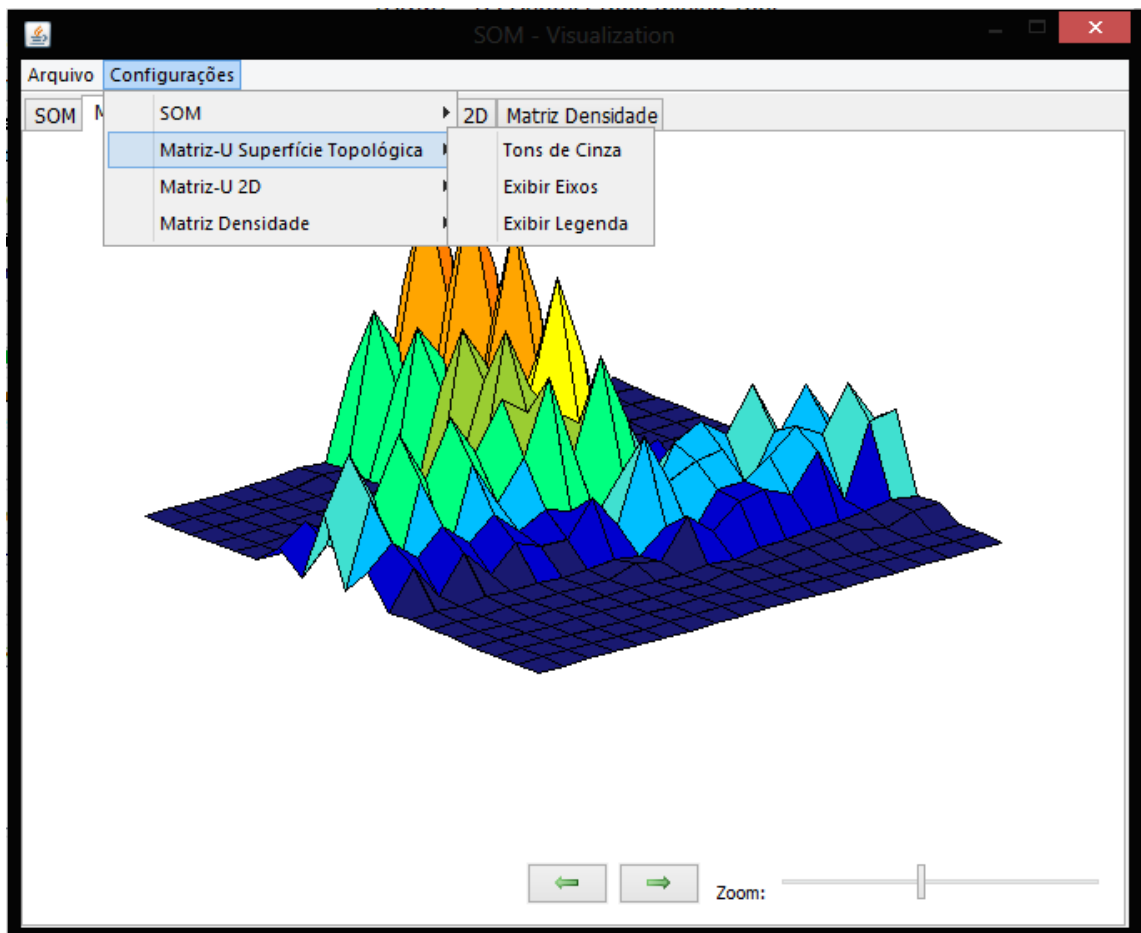 SOM - Visualization
Arquivo Configurações
SOM M 2D Matriz Densidade
SOM
Matriz-U Superfície Topológica
Matriz-U 2D
Matriz Densidade
Tons de Cinza
Exibir Eixos
Exibir Legenda
Zoom: